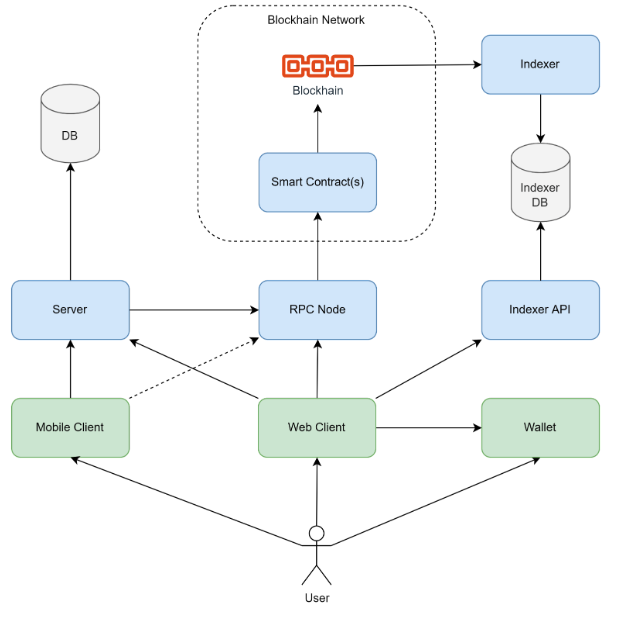 Blockhain Network
Indexer
Blockhain
DB
Smart Contract(s)
Indexer
DB
Server
RPC Node
Indexer API
Mobile Client
Web Client
Wallet
User